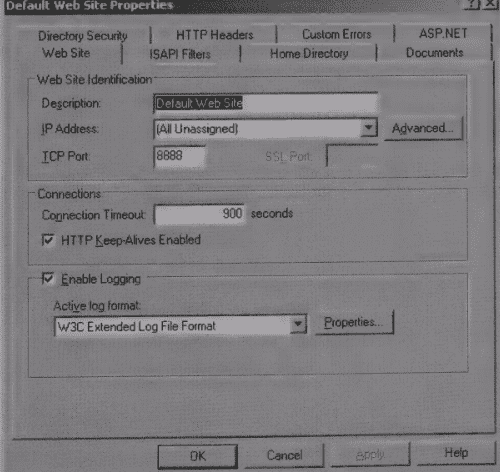 Default Web Site Properties
Directory Security HTTP Headers Custom Errors ASP.NET
Web Site ISAPI Filters Home Directory Documents
Web Site Identification
Description: Default Web Site
IP Address: (All Unassigned) Advanced...
TCP Port: 8888 SSL Port:
Connections
Connection Timeout: 900 seconds
HTTP Keep-Alives Enabled
Enable Logging
Active log format:
W3C Extended Log File Format Properties...
OK Cancel Apply Help